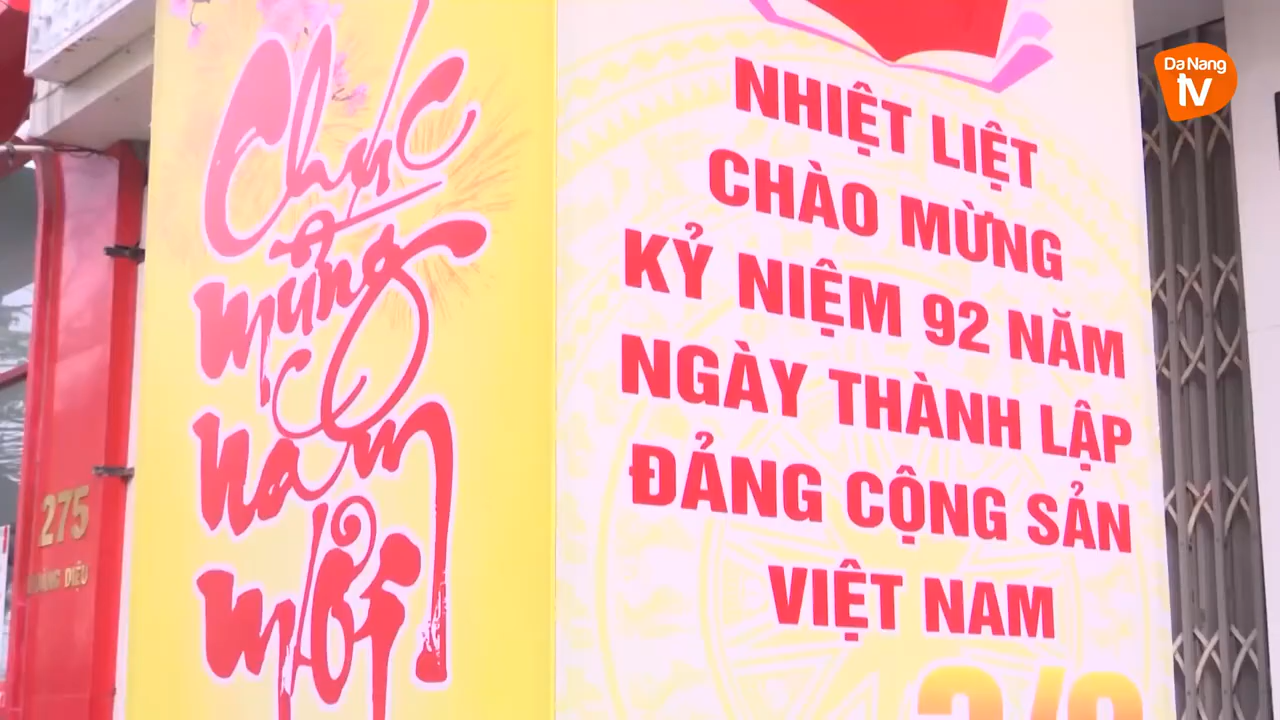 Chúc
mừng
năm
mới
NHIỆT LIỆT
CHÀO MỪNG
KỶ NIỆM 92 NĂM
NGÀY THÀNH LẬP
ĐẢNG CỘNG SẢN
VIỆT NAM
Da Nang
tv
275
DIỆU